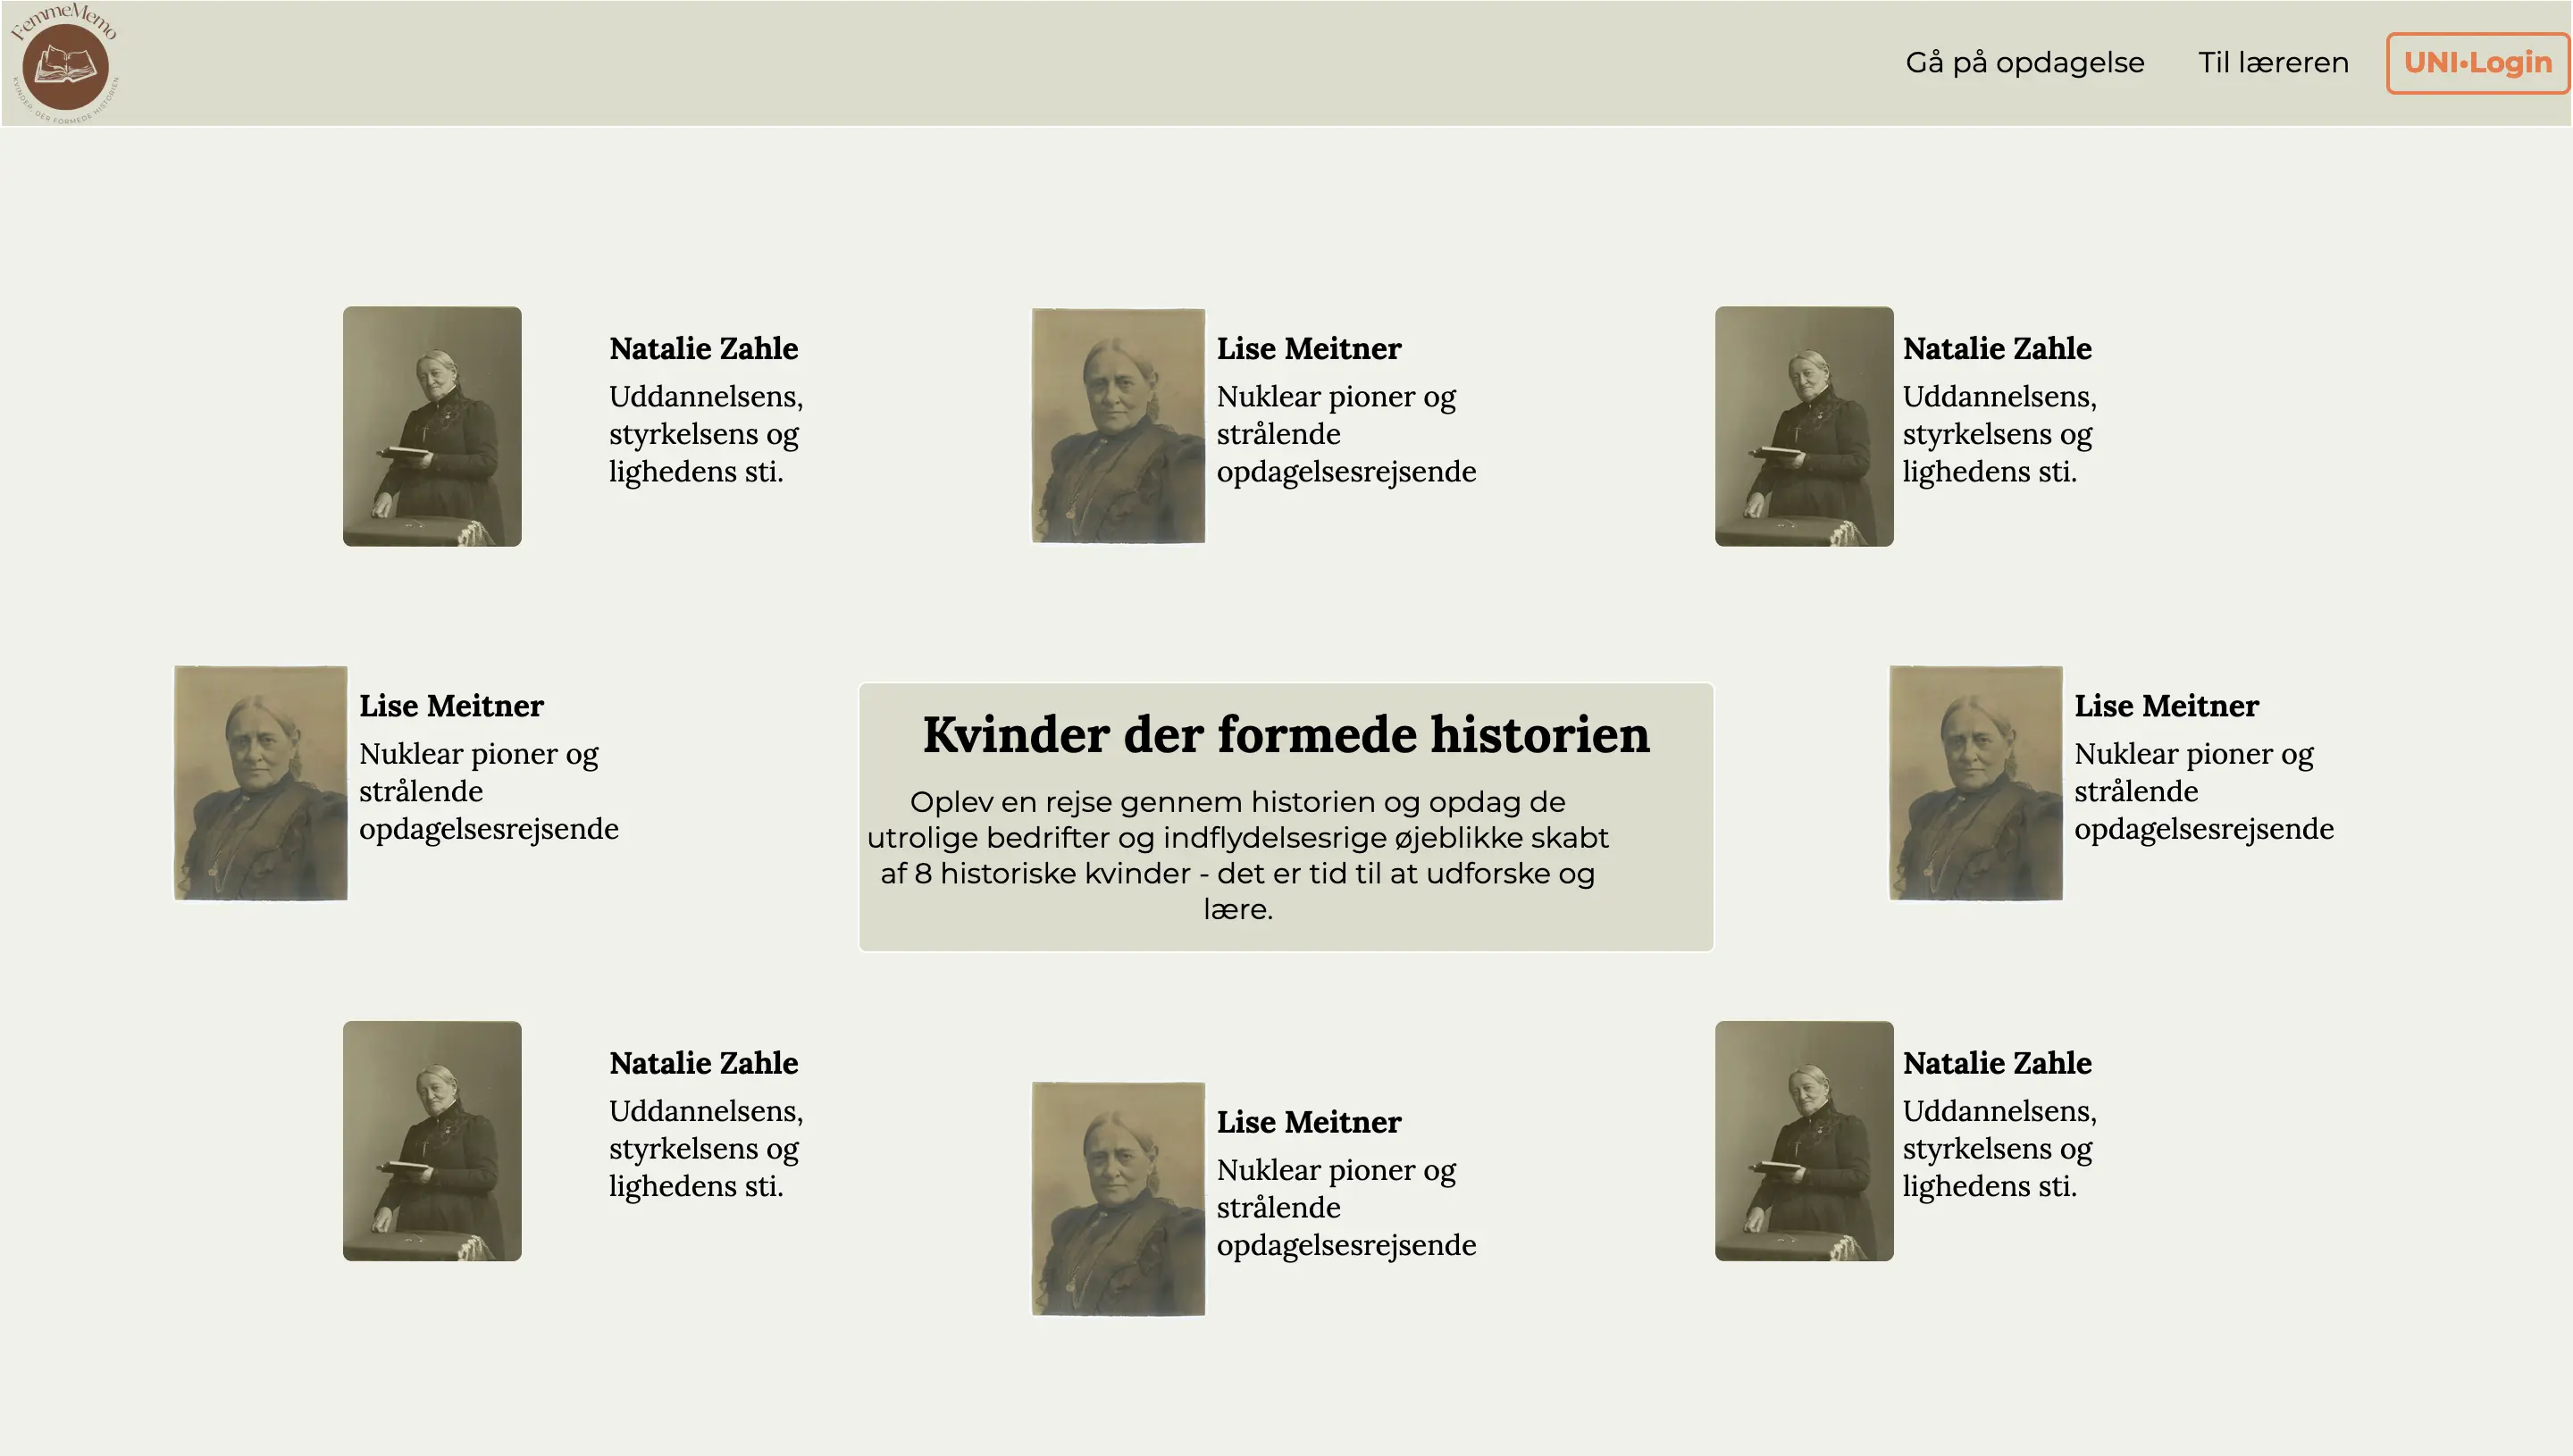 FemmeMemo
KVINDER, DER FORMEDE HISTORIEN
Gå på opdagelse
Til læreren
UNI•Login
Natalie Zahle
Uddannelsens,
styrkelsens og
lighedens sti.
Lise Meitner
Nuklear pioner og
strålende
opdagelsesrejsende
Natalie Zahle
Uddannelsens,
styrkelsens og
lighedens sti.
Lise Meitner
Nuklear pioner og
strålende
opdagelsesrejsende
Kvinder der formede historien
Oplev en rejse gennem historien og opdag de
utrolige bedrifter og indflydelsesrige øjeblikke skabt
af 8 historiske kvinder - det er tid til at udforske og
lære.
Lise Meitner
Nuklear pioner og
strålende
opdagelsesrejsende
Natalie Zahle
Uddannelsens,
styrkelsens og
lighedens sti.
Lise Meitner
Nuklear pioner og
strålende
opdagelsesrejsende
Natalie Zahle
Uddannelsens,
styrkelsens og
lighedens sti.